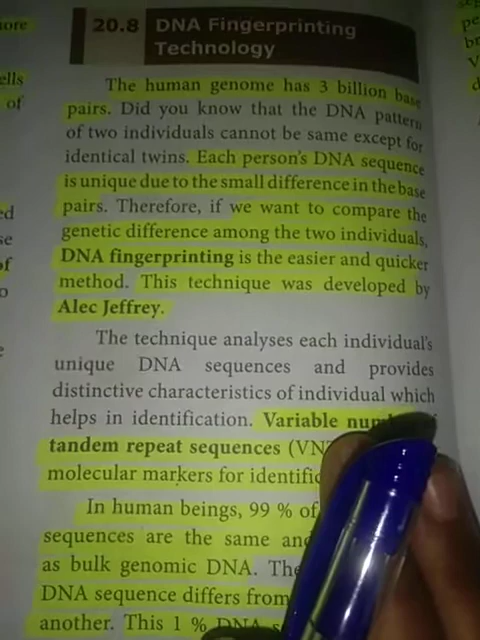 20.8 DNA Fingerprinting
Technology
The human genome has 3 billion base
pairs. Did you know that the DNA pattern
of two individuals cannot be same except for
identical twins. Each person's DNA sequence
is unique due to the small difference in the base
pairs. Therefore, if we want to compare the
genetic difference among the two individuals,
DNA fingerprinting is the easier and quicker
method. This technique was developed by
Alec Jeffrey.
The technique analyses each individual's
unique DNA sequences and provides
distinctive characteristics of individual which
helps in identification. Variable
tandem repeat sequences
molecular markers for
In human beings, 99 % of
sequences are the same
as bulk genomic DNA.
DNA sequence differs from
another. This 1 % DNA
ells
of